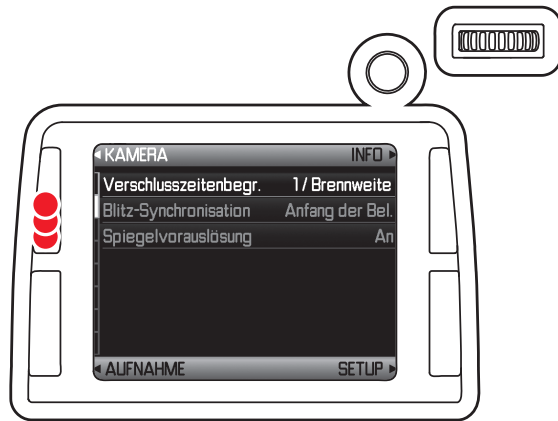 KAMERA INFO
Verschlusszeitenbegr. 1/ Brennweite
Blitz-Synchronisation Anfang der Bel.
Spiegelvorauslösung An
AUFNAHME SETUP